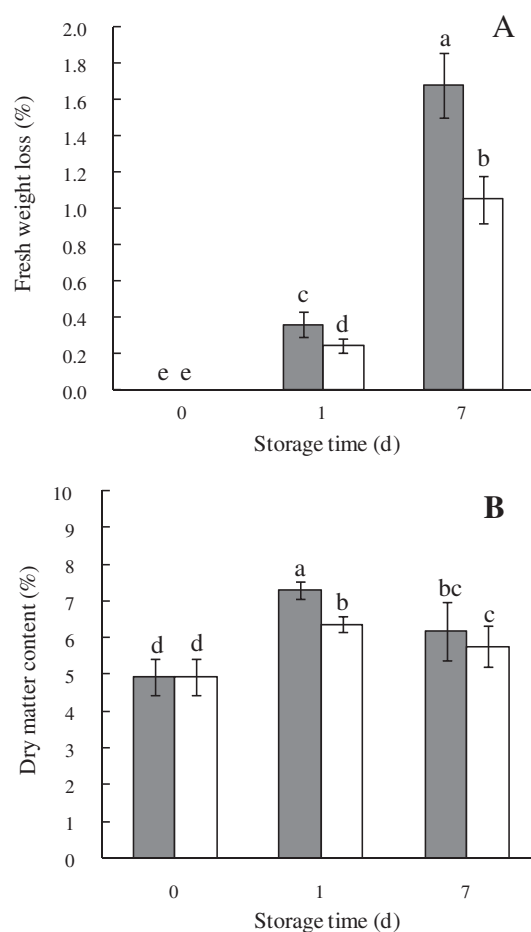 A
Fresh weight loss (%)
2.0
1.8
1.6
1.4
1.2
1.0
0.8
0.6
0.4
0.2
0.0
a
b
c
d
e e
0 1 7
Storage time (d)
B
Dry matter content (%)
10
9
8
7
6
5
4
3
2
1
0
a
bc
b
c
d d
0 1 7
Storage time (d)